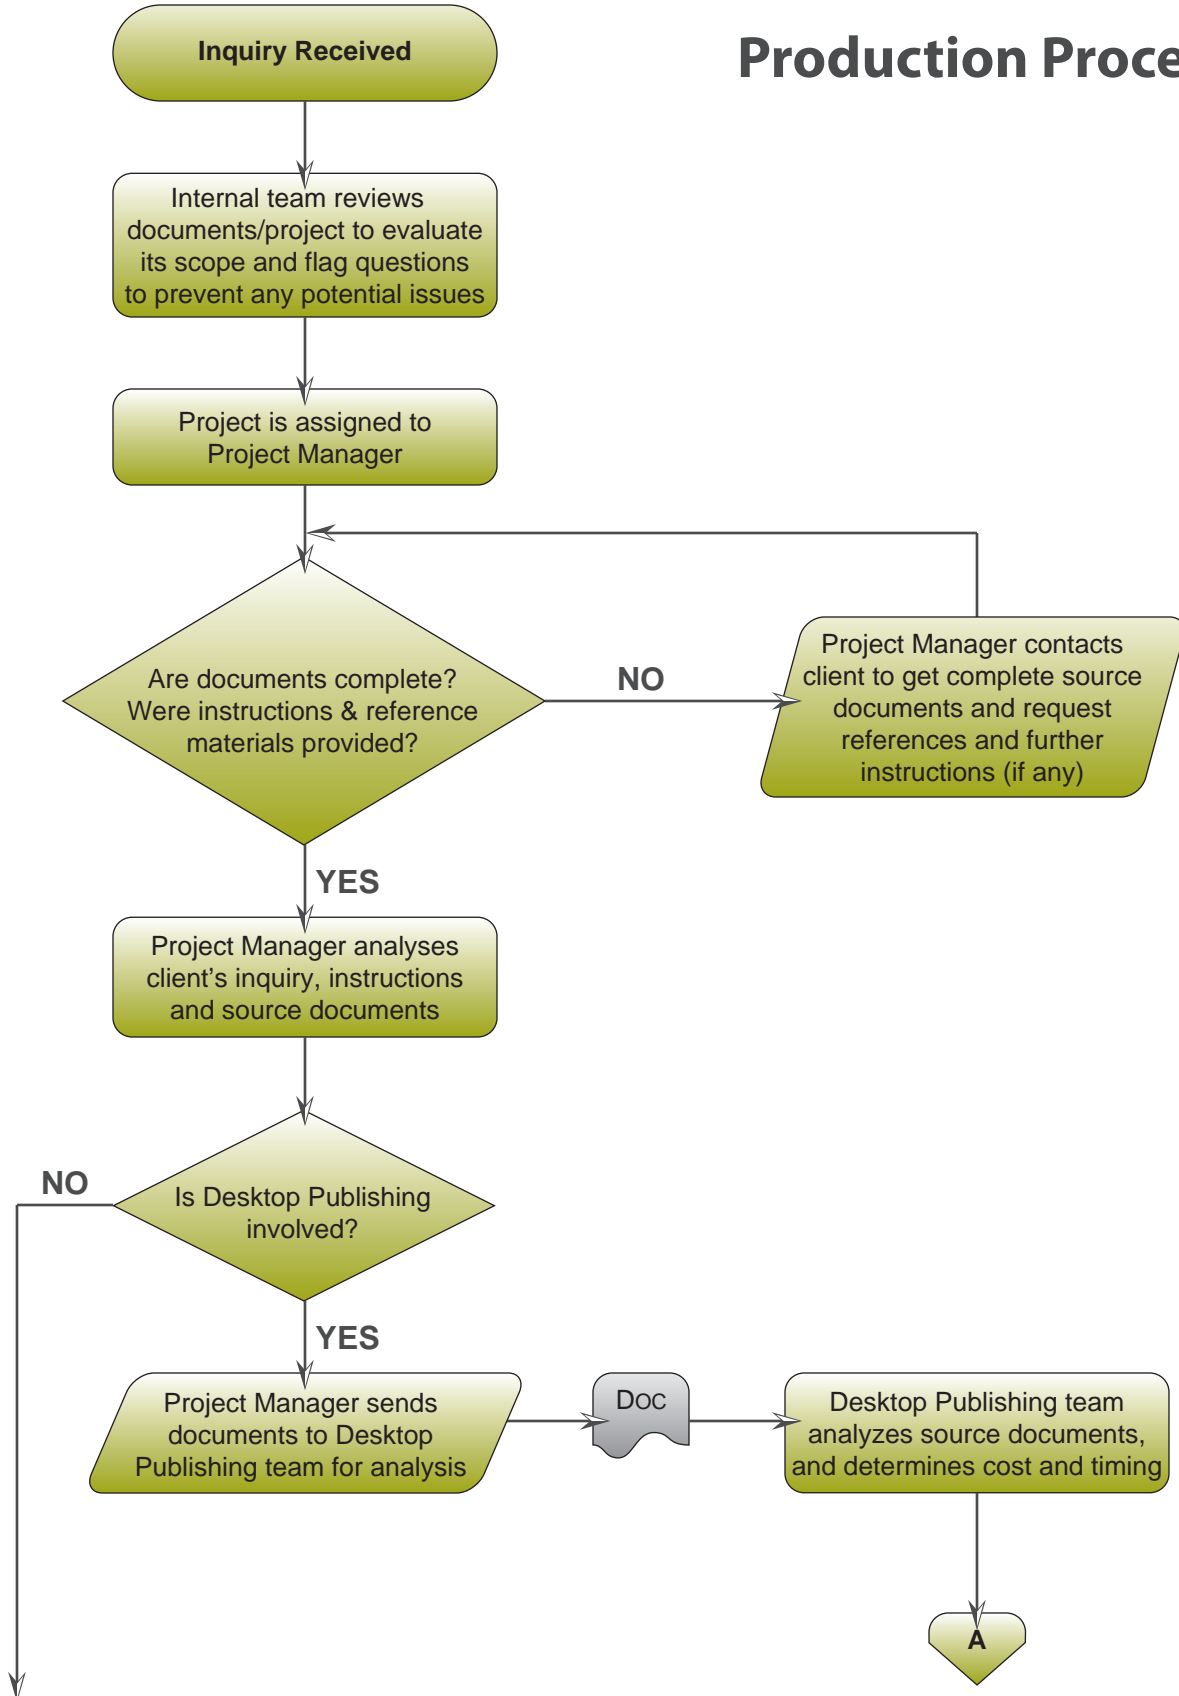 Production Proce
Inquiry Received
Internal team reviews
documents/project to evaluate
its scope and flag questions
to prevent any potential issues
Project is assigned to
Project Manager
Are documents complete?
Were instructions & reference
materials provided?
NO
Project Manager contacts
client to get complete source
documents and request
references and further
instructions (if any)
YES
Project Manager analyses
client’s inquiry, instructions
and source documents
Is Desktop Publishing
involved?
NO
YES
Project Manager sends
documents to Desktop
Publishing team for analysis
DOC
Desktop Publishing team
analyzes source documents,
and determines cost and timing
A